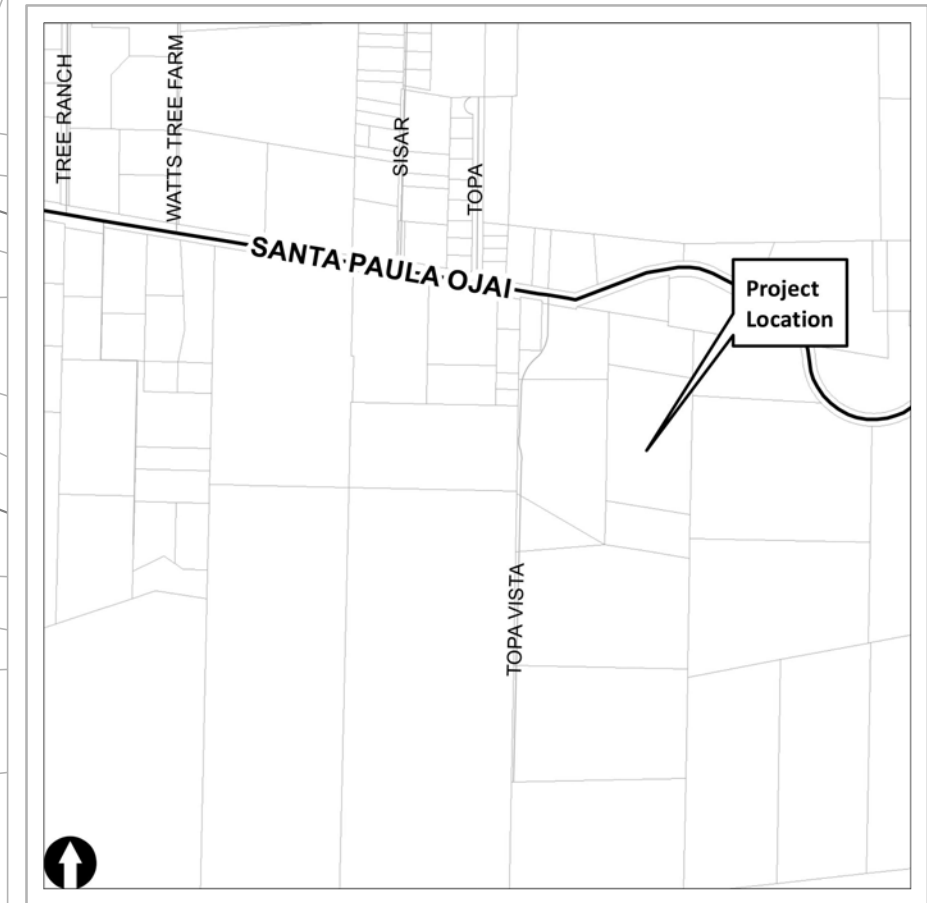 TREE RANCH
WATTS TREE FARM
SISAR
TOPA
SANTA PAULA OJAI
Project
Location
TOPA VISTA